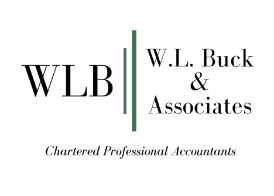 WLB
W.L. Buck
&
Associates
Chartered Professional Accountants